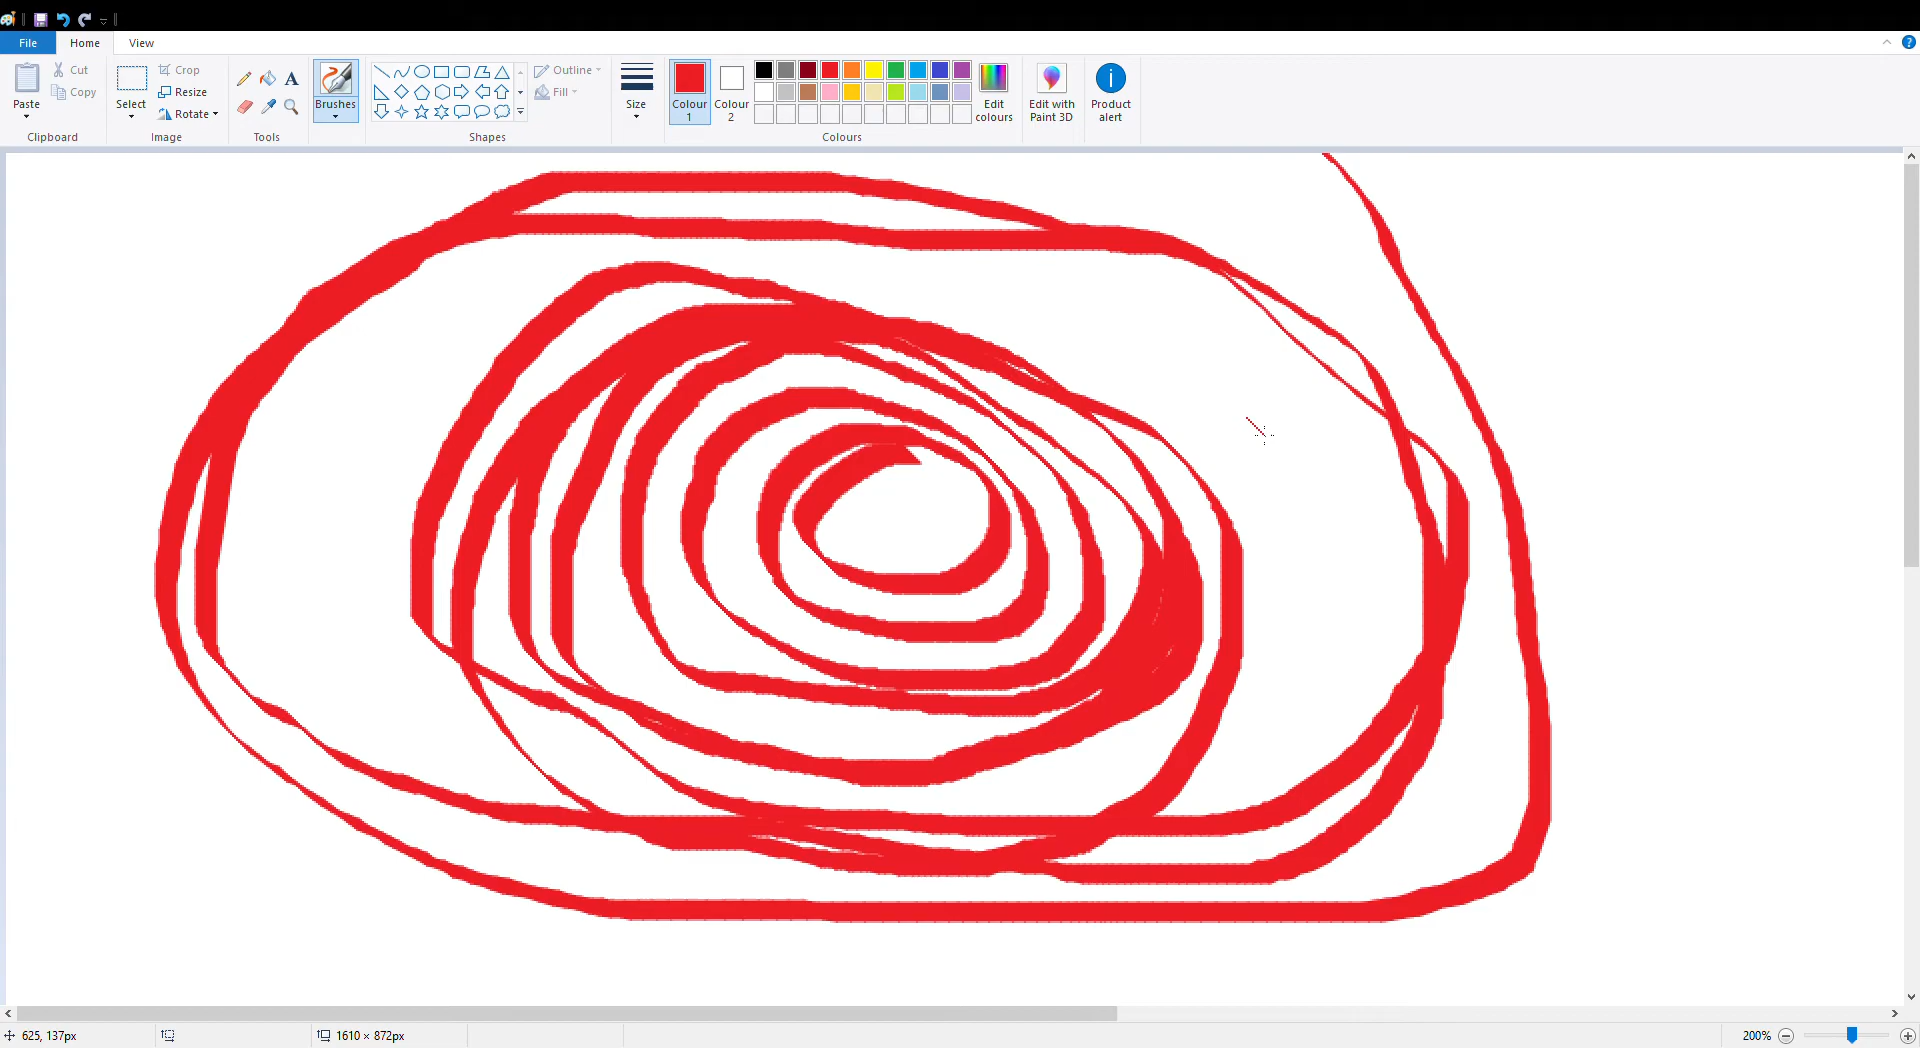 File Home View
Paste Cut Copy
Clipboard
Select Crop Resize Rotate
Image
A
Tools
Brushes
Outline Fill
Shapes
Size
Colour 1
Colour 2
Edit colours
Colours
Edit with Paint 3D
Product alert
625, 137px 1610 × 872px 200%